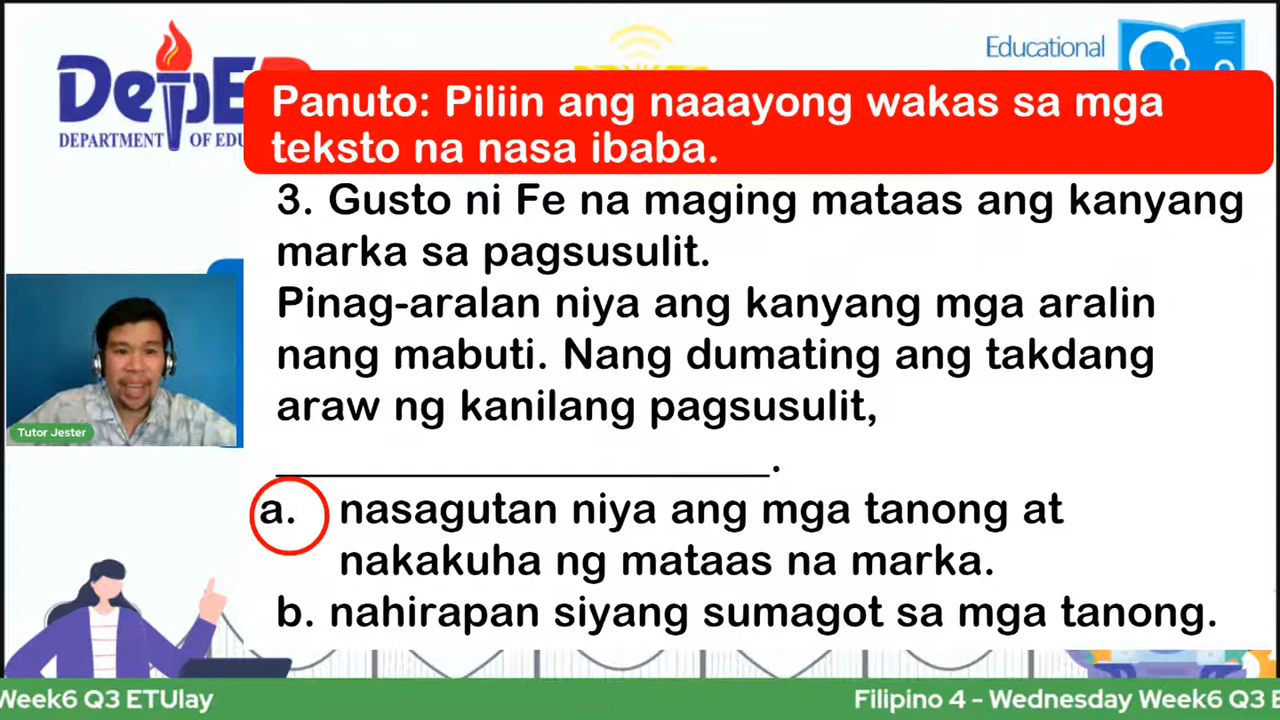 DepED
DEPARTMENT OF EDU
Educational
Panuto: Piliin ang naaayong wakas sa mga
teksto na nasa ibaba.
3. Gusto ni Fe na maging mataas ang kanyang
marka sa pagsusulit.
Pinag-aralan niya ang kanyang mga aralin
nang mabuti. Nang dumating ang takdang
araw ng kanilang pagsusulit,
____________________.
a. nasagutan niya ang mga tanong at
nakakuha ng mataas na marka.
b. nahirapan siyang sumagot sa mga tanong.
Tutor Jester
Week6 Q3 ETUlay
Filipino 4 - Wednesday Week6 Q3 E